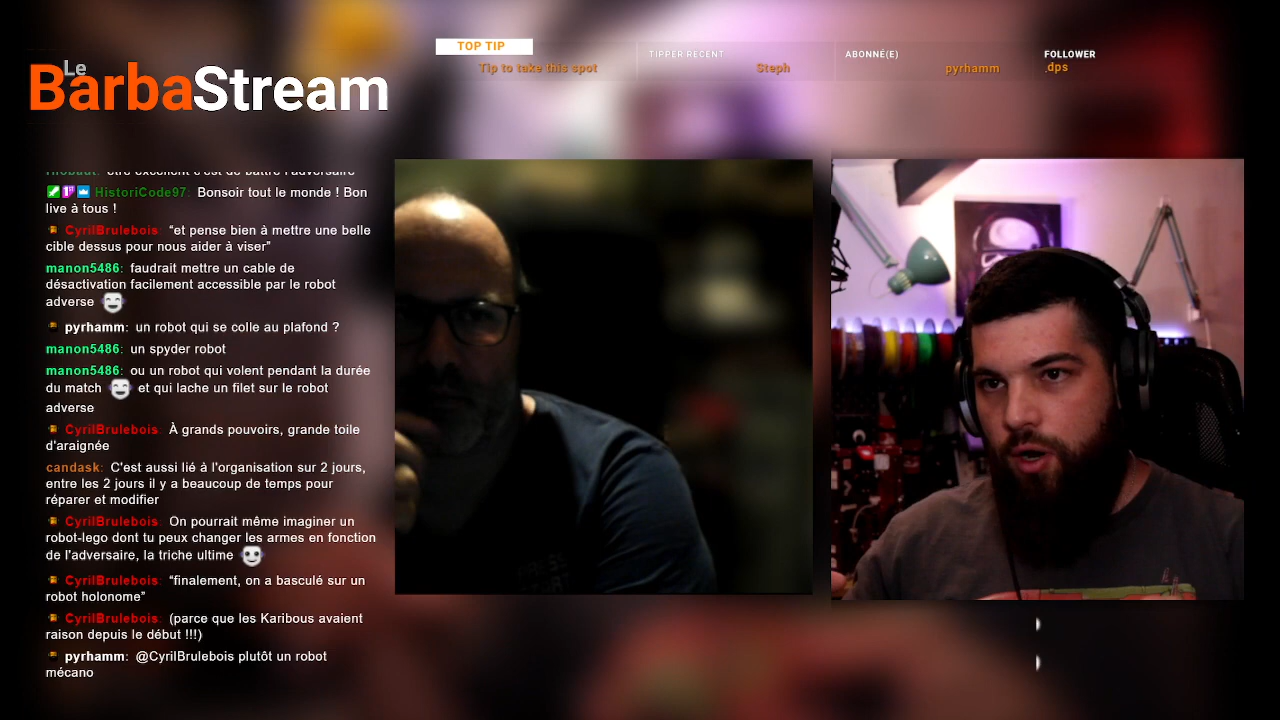 Le
BarbaStream
TOP TIP
Tip to take this spot
TIPPER RECENT
Steph
ABONNÉ(E)
pyrhamm
FOLLOWER
_dps
Thibaut: être excellent c'est de battre l'adversaire
HistoriCode97: Bonsoir tout le monde ! Bon
live à tous !
CyrilBrulebois: “et pense bien à mettre une belle
cible dessus pour nous aider à viser”
manon5486: faudrait mettre un cable de
désactivation facilement accessible par le robot
adverse
pyrhamm: un robot qui se colle au plafond ?
manon5486: un spyder robot
manon5486: ou un robot qui volent pendant la durée
du match et qui lache un filet sur le robot
adverse
CyrilBrulebois: À grands pouvoirs, grande toile
d'araignée
candask: C'est aussi lié à l'organisation sur 2 jours,
entre les 2 jours il y a beaucoup de temps pour
réparer et modifier
CyrilBrulebois: On pourrait même imaginer un
robot-lego dont tu peux changer les armes en fonction
de l'adversaire, la triche ultime
CyrilBrulebois: “finalement, on a basculé sur un
robot holonome”
CyrilBrulebois: (parce que les Karibous avaient
raison depuis le début !!!)
pyrhamm: @CyrilBrulebois plutôt un robot
mécano